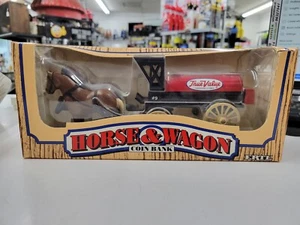 True Value
HORSE & WAGON
COIN BANK
ERTL